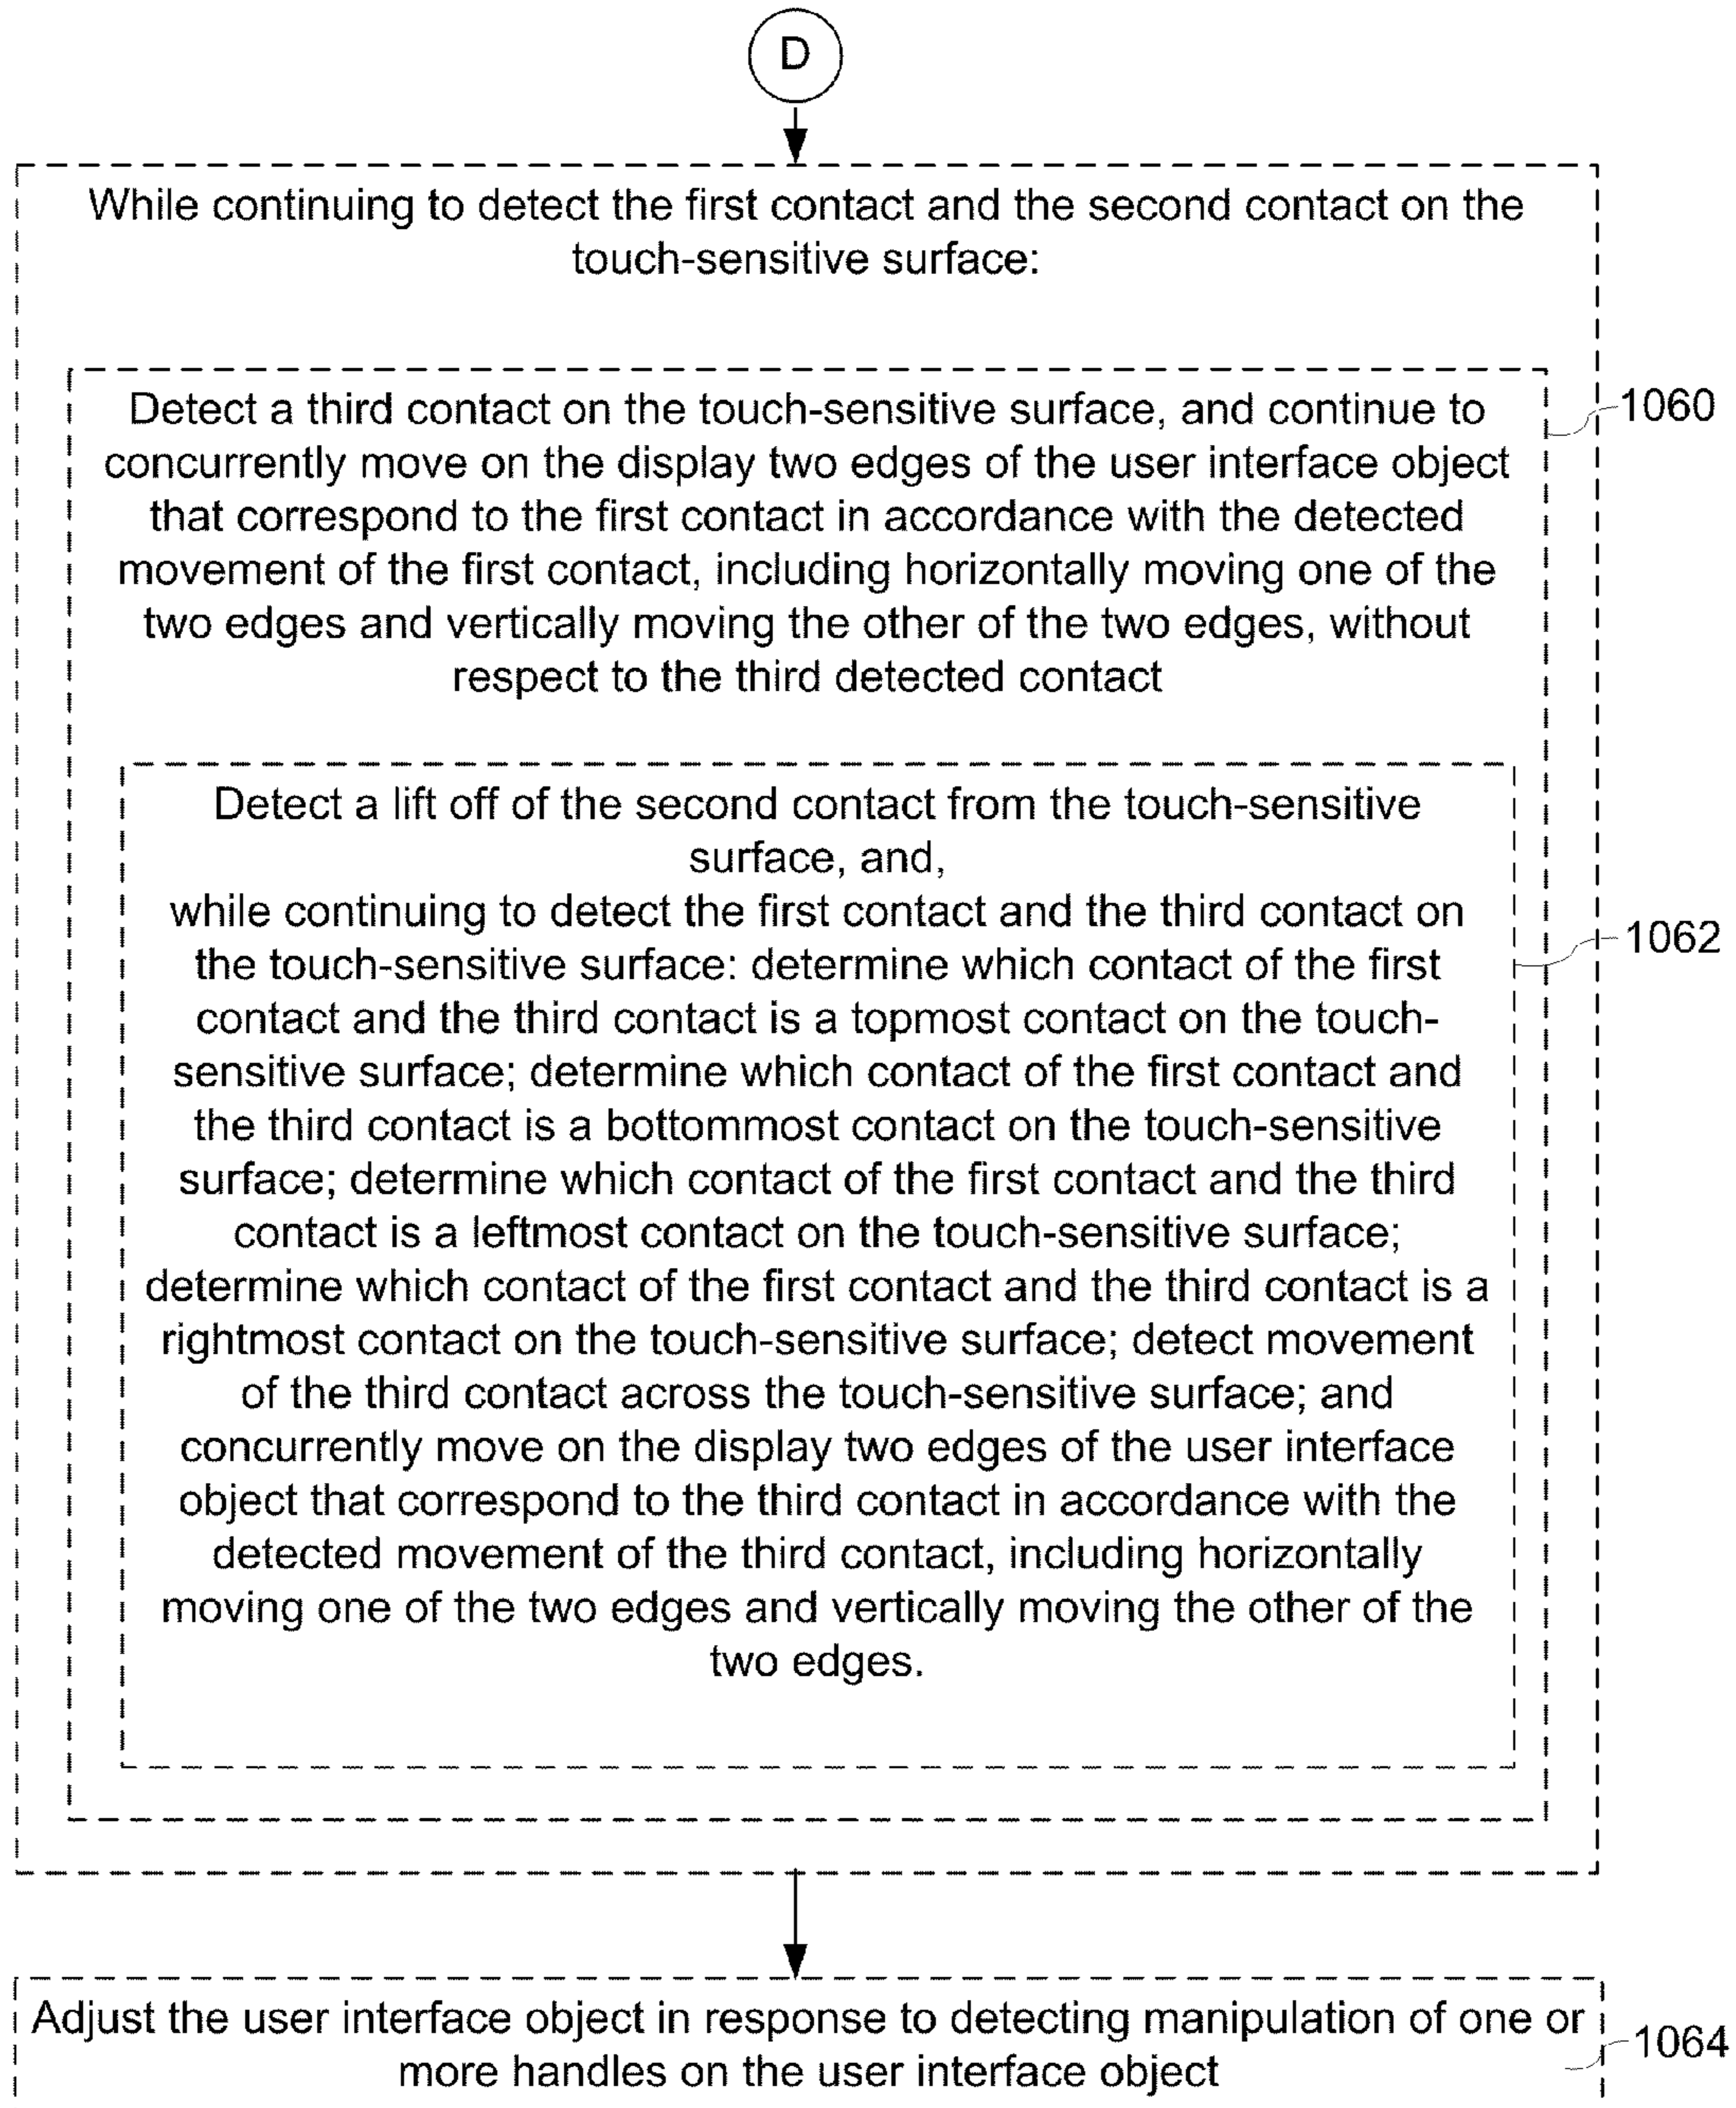 D
While continuing to detect the first contact and the second contact on the
touch-sensitive surface:
Detect a third contact on the touch-sensitive surface, and continue to
concurrently move on the display two edges of the user interface object
that correspond to the first contact in accordance with the detected
movement of the first contact, including horizontally moving one of the
two edges and vertically moving the other of the two edges, without
respect to the third detected contact
1060
Detect a lift off of the second contact from the touch-sensitive
surface, and,
while continuing to detect the first contact and the third contact on
the touch-sensitive surface: determine which contact of the first
contact and the third contact is a topmost contact on the touch-
sensitive surface; determine which contact of the first contact and
the third contact is a bottommost contact on the touch-sensitive
surface; determine which contact of the first contact and the third
contact is a leftmost contact on the touch-sensitive surface;
determine which contact of the first contact and the third contact is a
rightmost contact on the touch-sensitive surface; detect movement
of the third contact across the touch-sensitive surface; and
concurrently move on the display two edges of the user interface
object that correspond to the third contact in accordance with the
detected movement of the third contact, including horizontally
moving one of the two edges and vertically moving the other of the
two edges.
1062
Adjust the user interface object in response to detecting manipulation of one or
more handles on the user interface object
1064